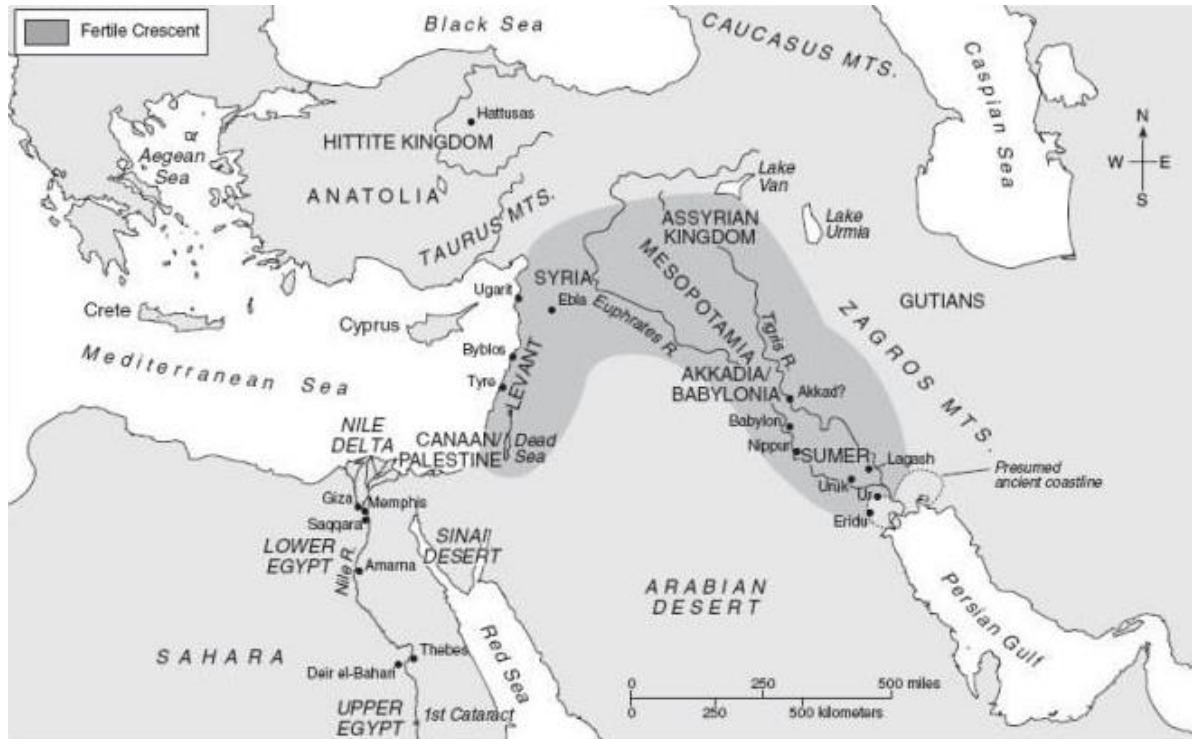 Fertile Crescent
Black Sea
CAUCASUS MTS.
Caspian Sea
N
W
E
S
Hattusas
HITTITE KINGDOM
Aegean
Sea
ANATOLIA
TAURUS MTS.
Lake
Van
Lake
Urmia
ASSYRIAN
KINGDOM
MESOPOTAMIA
SYRIA
Ugarit
Ebla
Euphrates R.
Tigris R.
GUTIANS
ZAGROS MTS.
Crete
Cyprus
Mediterranean Sea
Byblos
Tyre
LEVANT
AKKADIA/
BABYLONIA
Akkad?
Babylon
Nippur
SUMER
Lagash
Uruk
Ur
Eridu
Presumed
ancient coastline
NILE
DELTA
CANAAN/
PALESTINE
Dead
Sea
Giza
Memphis
Saqqara
SINAI
DESERT
LOWER
EGYPT
Nile R.
Amarna
ARABIAN
DESERT
Persian Gulf
Red Sea
SAHARA
Thebes
Deir el-Bahari
UPPER
EGYPT
1st Cataract
0 250 500 miles
0 250 500 kilometers